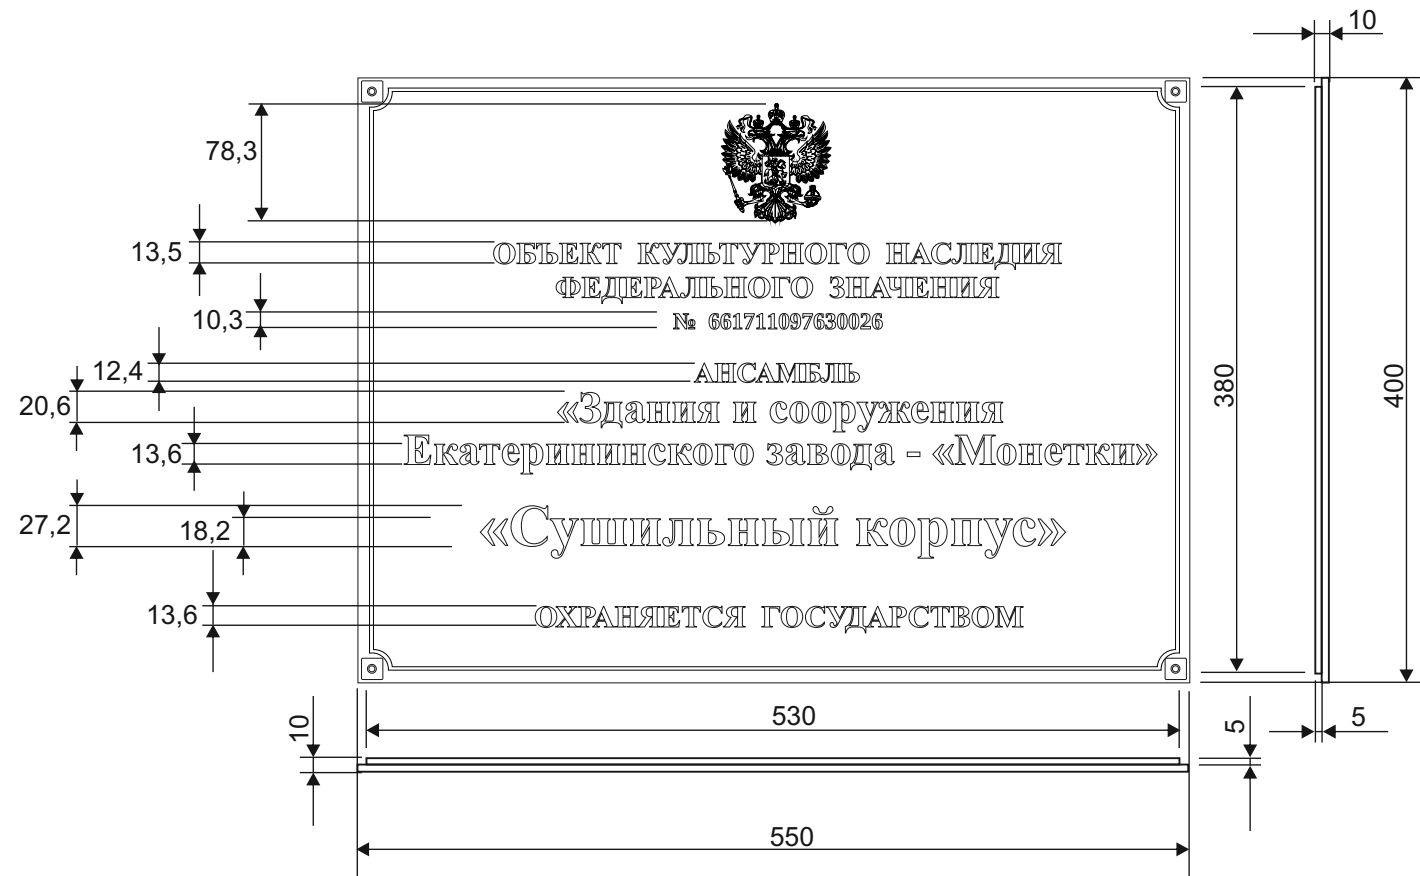 10
78,3
13,5
ОБЪЕКТ КУЛЬТУРНОГО НАСЛЕДИЯ
ФЕДЕРАЛЬНОГО ЗНАЧЕНИЯ
10,3
№ 661711097630026
12,4
АНСАМБЛЬ
380
400
20,6
«Здания и сооружения
13,6
Екатерининского завода - «Монетки»
27,2
18,2
«Сушильный корпус»
13,6
ОХРАНЯЕТСЯ ГОСУДАРСТВОМ
10
530
5
5
550